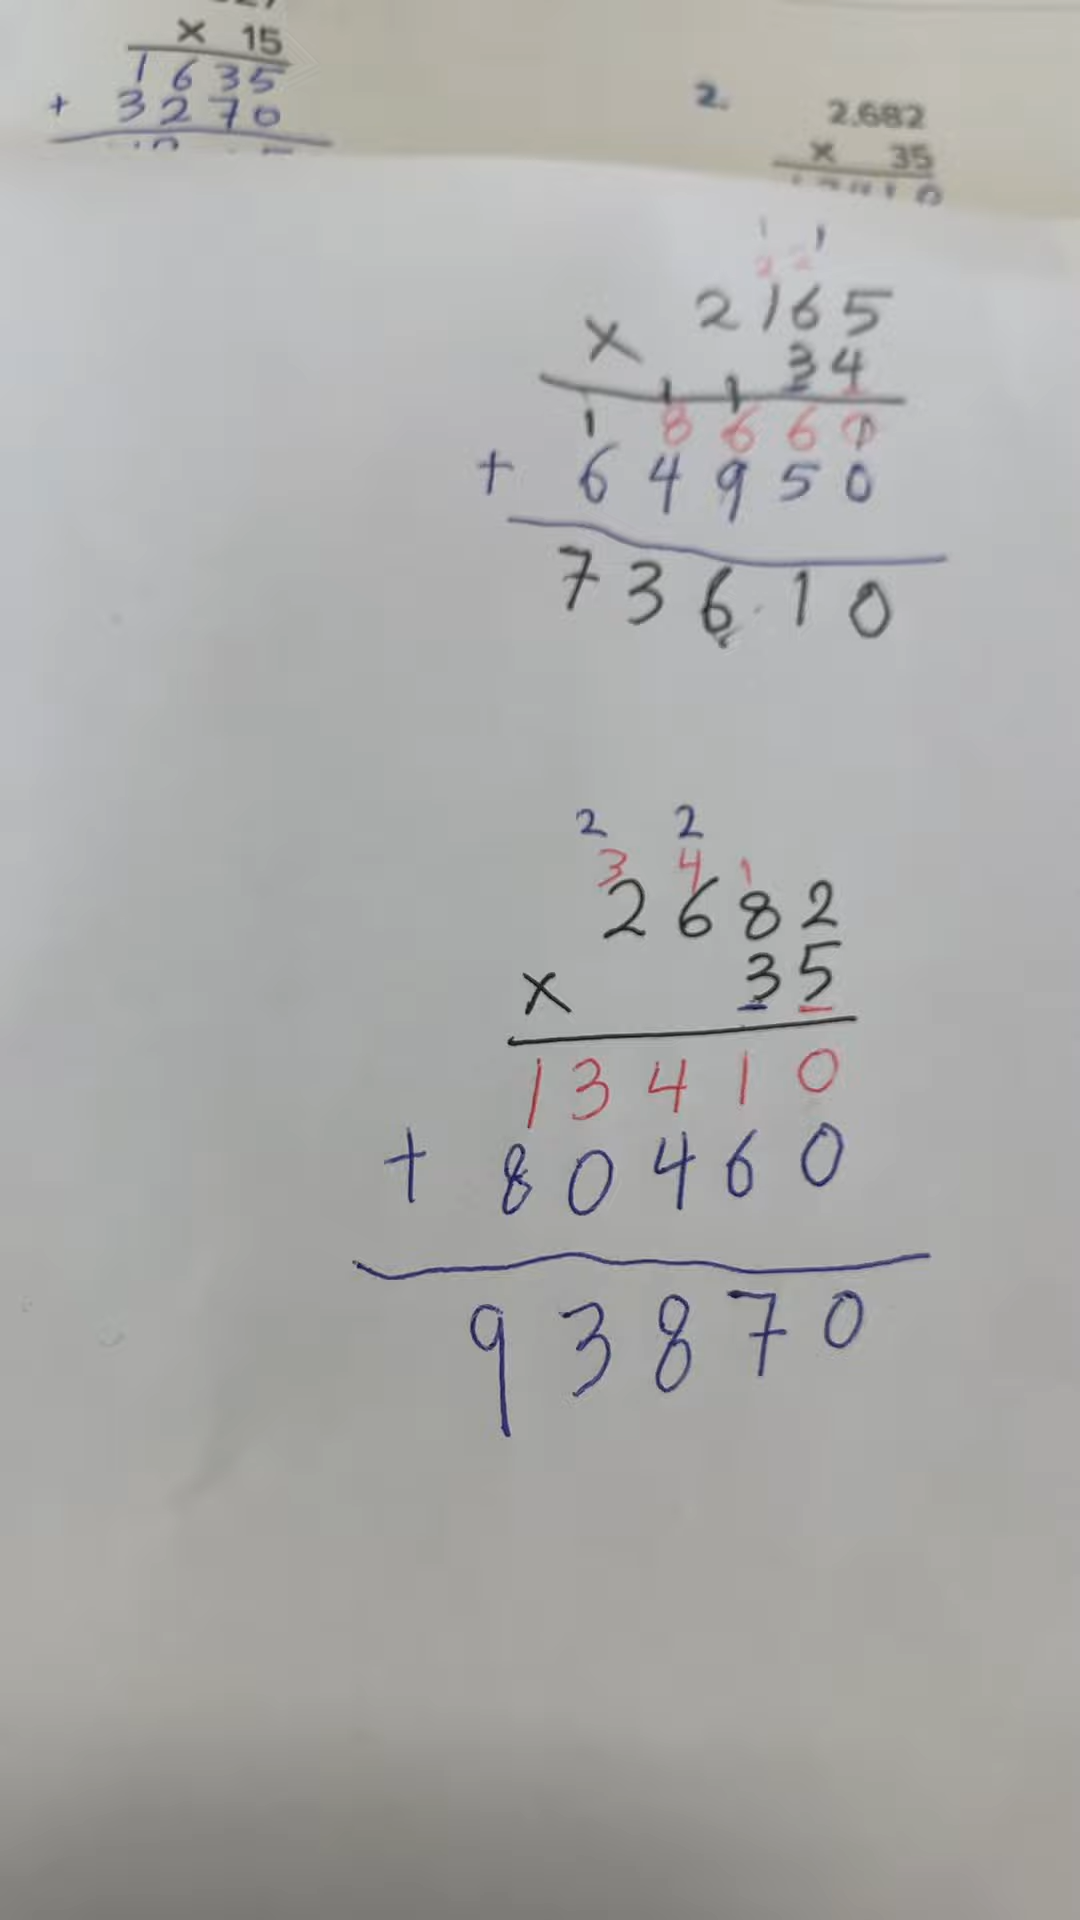 x 15
1635
+ 3270
2.
2.682
x 35
1 1
2 2
2165
x 34
1 1 1
8660
+ 64950
73610
2 2
3 4 1
2682
x 35
13410
+ 80460
93870